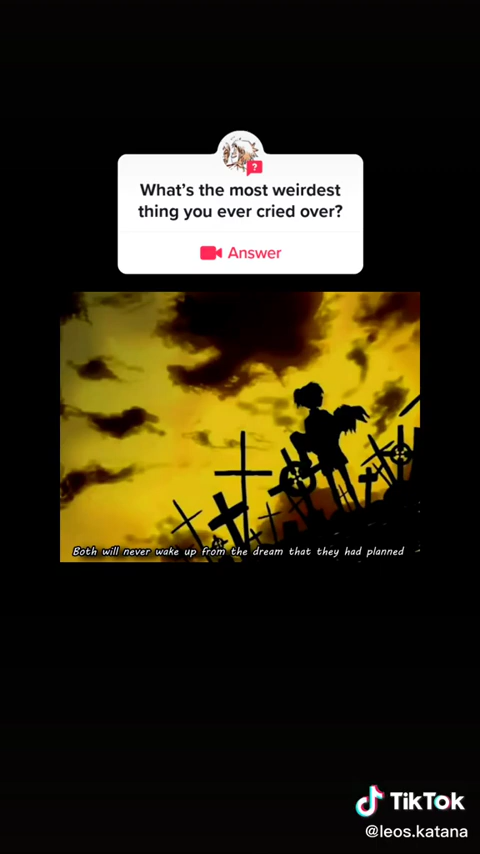 ?
What's the most weirdest
thing you ever cried over?
Answer
Both will never wake up from the dream that they had planned
TikTok
@leos.katana